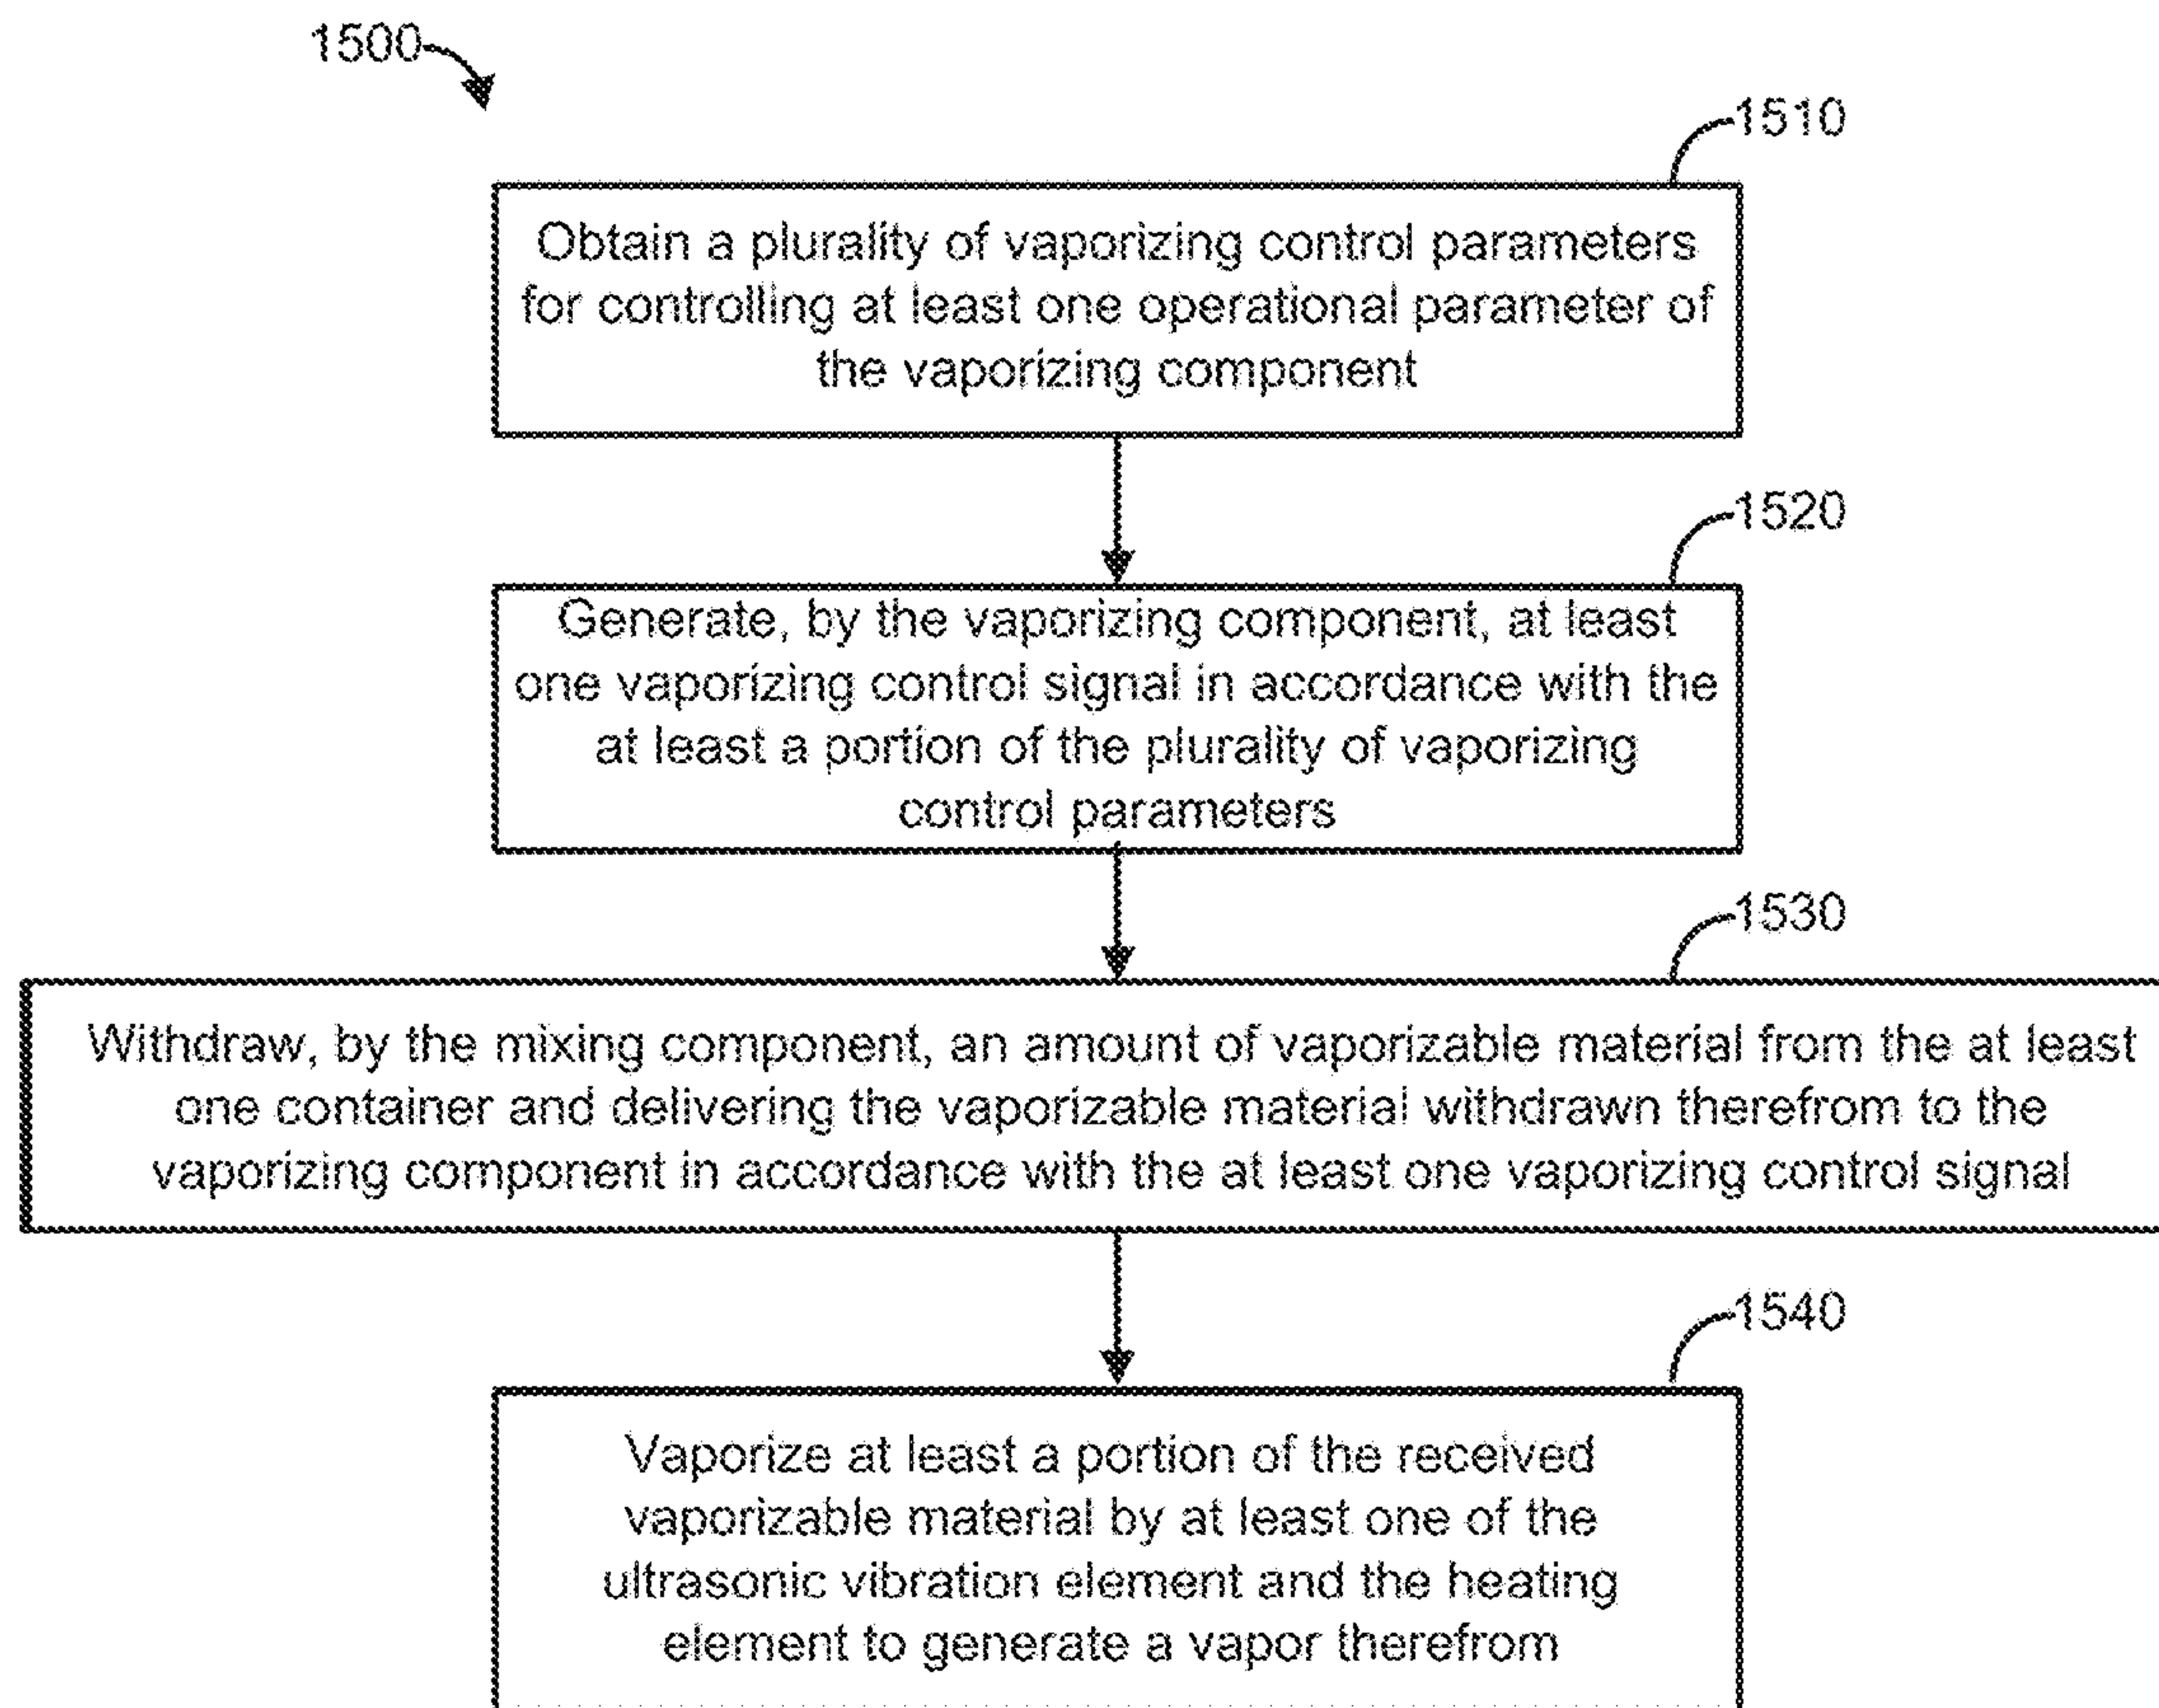 1500
1510
Obtain a plurality of vaporizing control parameters
for controlling at least one operational parameter of
the vaporizing component
1520
Generate, by the vaporizing component, at least
one vaporizing control signal in accordance with the
at least a portion of the plurality of vaporizing
control parameters
1530
Withdraw, by the mixing component, an amount of vaporizable material from the at least
one container and delivering the vaporizable material withdrawn therefrom to the
vaporizing component in accordance with the at least one vaporizing control signal
1540
Vaporize at least a portion of the received
vaporizable material by at least one of the
ultrasonic vibration element and the heating
element to generate a vapor therefrom